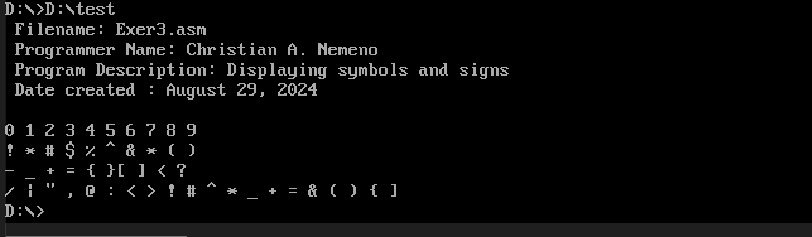 D:\>D:\test
Filename: Exer3.asm
Programmer Name: Christian A. Nemeno
Program Description: Displaying symbols and signs
Date created : August 29, 2024
0 1 2 3 4 5 6 7 8 9
! * # $ % ^ & * ( )
- _ + = { }[ ] < ?
/ | " , @ : < > ! # ^ * _ + = & ( ) { ]
D:\>